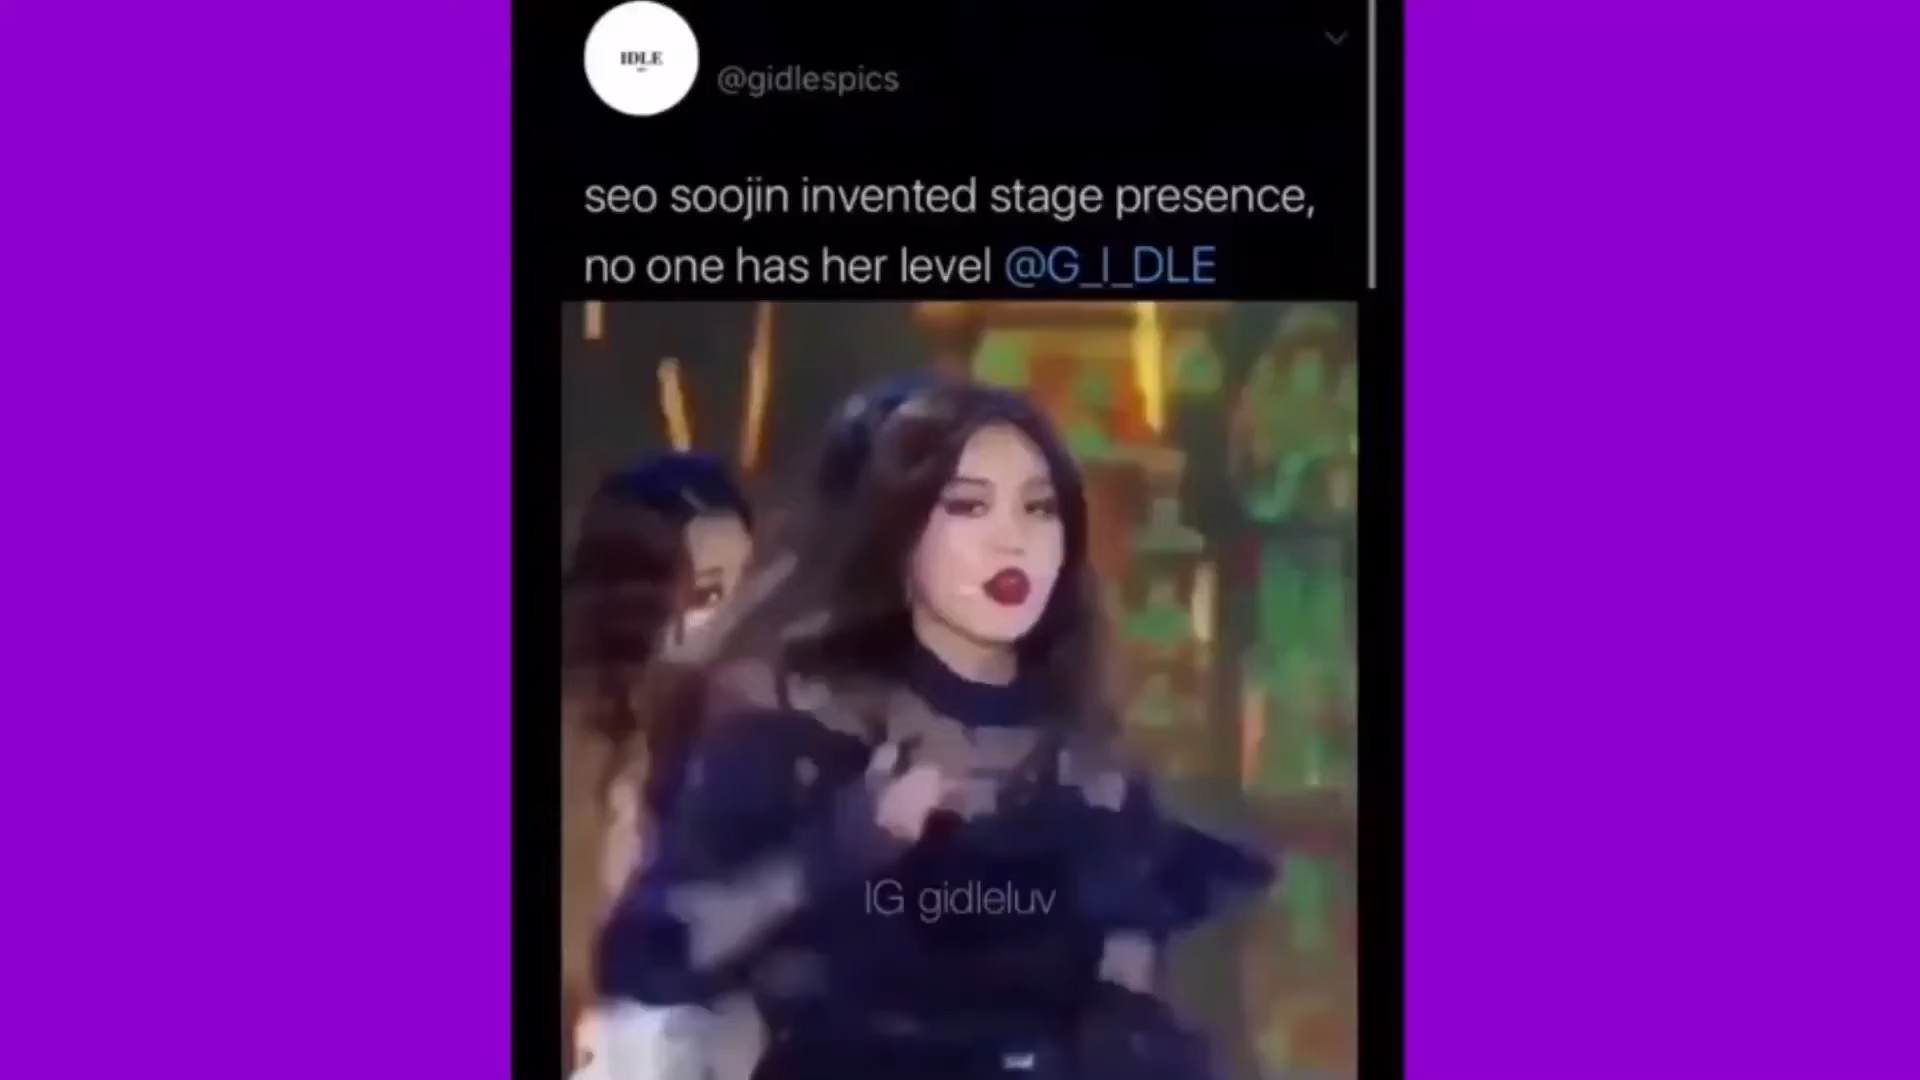 IDLE
@gidlespics
seo soojin invented stage presence,
no one has her level @G_I_DLE
IG gidleluv